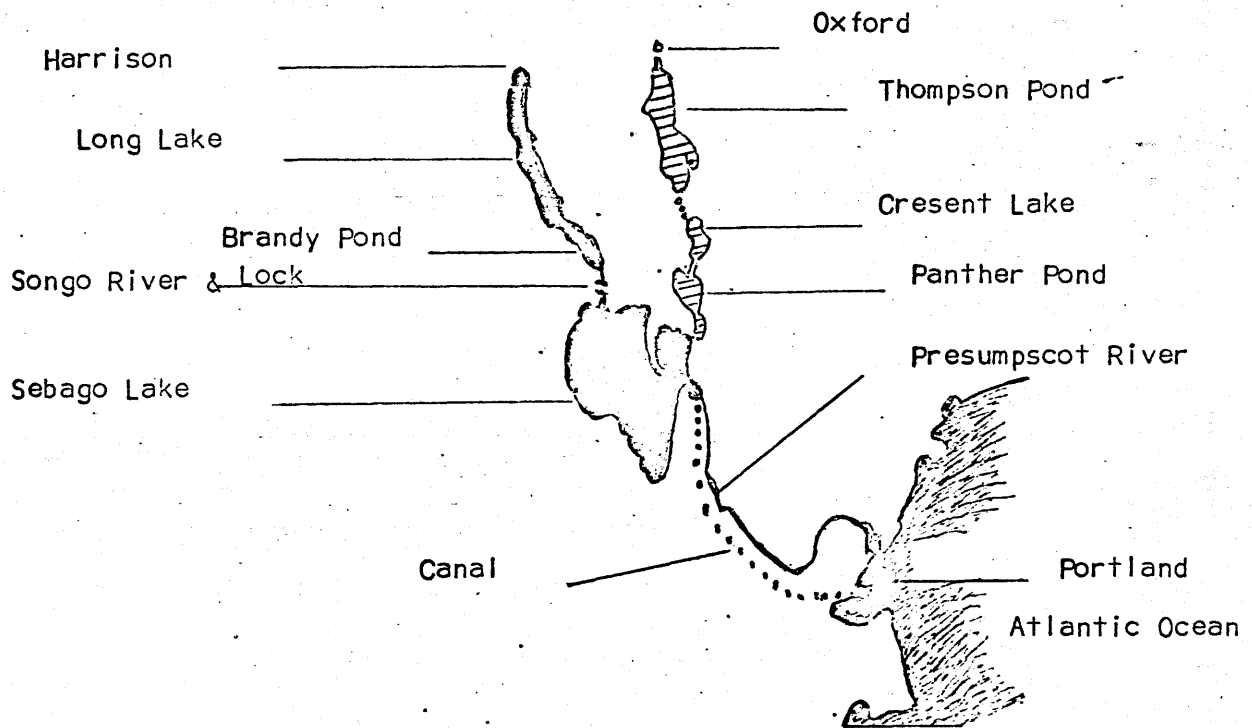 Oxford
Harrison
Thompson Pond
Long Lake
Cresent Lake
Brandy Pond
Songo River & Lock
Panther Pond
Presumpscot River
Sebago Lake
Canal
Portland
Atlantic Ocean